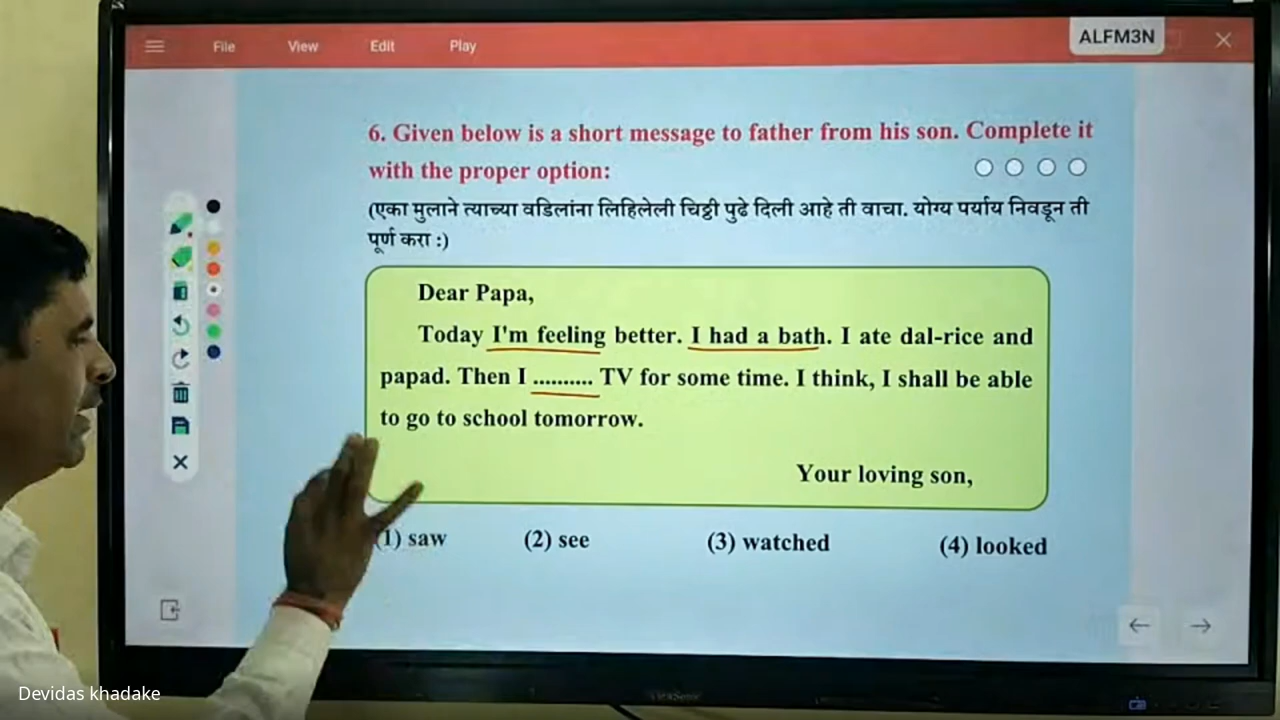 File View Edit Play
ALFM3N
6. Given below is a short message to father from his son. Complete it
with the proper option:
(एका मुलाने त्याच्या वडिलांना लिहिलेली चिठ्ठी पुढे दिली आहे ती वाचा. योग्य पर्याय निवडून ती
पूर्ण करा :)
Dear Papa,
Today I'm feeling better. I had a bath. I ate dal-rice and
papad. Then I .......... TV for some time. I think, I shall be able
to go to school tomorrow.
Your loving son,
(1) saw (2) see (3) watched (4) looked
ViewSonic
Devidas khadake